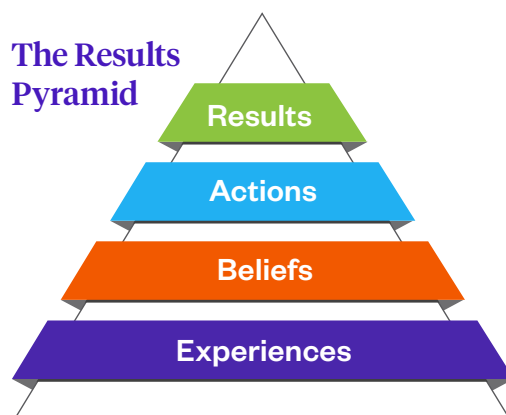 The Results
Pyramid
Results
Actions
Beliefs
Experiences